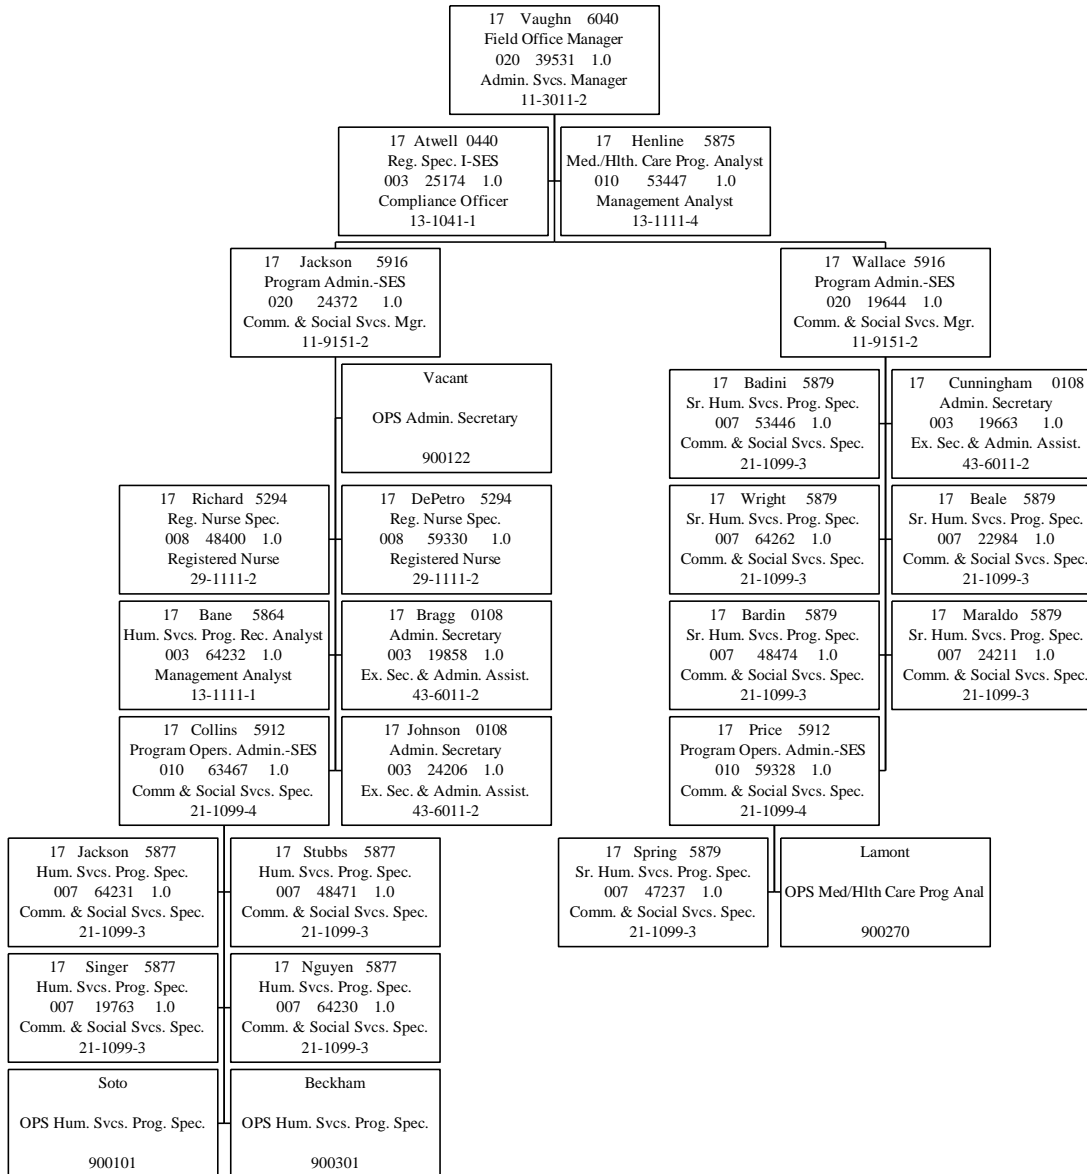 17 Vaughn 6040
Field Office Manager
020 39531 1.0
Admin. Svcs. Manager
11-3011-2
17 Atwell 0440
Reg. Spec. I-SES
003 25174 1.0
Compliance Officer
13-1041-1
17 Henline 5875
Med./Hlth. Care Prog. Analyst
010 53447 1.0
Management Analyst
13-1111-4
17 Jackson 5916
Program Admin.-SES
020 24372 1.0
Comm. & Social Svcs. Mgr.
11-9151-2
17 Wallace 5916
Program Admin.-SES
020 19644 1.0
Comm. & Social Svcs. Mgr.
11-9151-2
Vacant
OPS Admin. Secretary
900122
17 Badini 5879
Sr. Hum. Svcs. Prog. Spec.
007 53446 1.0
Comm. & Social Svcs. Spec.
21-1099-3
17 Cunningham 0108
Admin. Secretary
003 19663 1.0
Ex. Sec. & Admin. Assist.
43-6011-2
17 Richard 5294
Reg. Nurse Spec.
008 48400 1.0
Registered Nurse
29-1111-2
17 DePetro 5294
Reg. Nurse Spec.
008 59330 1.0
Registered Nurse
29-1111-2
17 Wright 5879
Sr. Hum. Svcs. Prog. Spec.
007 64262 1.0
Comm. & Social Svcs. Spec.
21-1099-3
17 Beale 5879
Sr. Hum. Svcs. Prog. Spec.
007 22984 1.0
Comm. & Social Svcs. Spec.
21-1099-3
17 Bane 5864
Hum. Svcs. Prog. Rec. Analyst
003 64232 1.0
Management Analyst
13-1111-1
17 Bragg 0108
Admin. Secretary
003 19858 1.0
Ex. Sec. & Admin. Assist.
43-6011-2
17 Bardin 5879
Sr. Hum. Svcs. Prog. Spec.
007 48474 1.0
Comm. & Social Svcs. Spec.
21-1099-3
17 Maraldo 5879
Sr. Hum. Svcs. Prog. Spec.
007 24211 1.0
Comm. & Social Svcs. Spec.
21-1099-3
17 Collins 5912
Program Opers. Admin.-SES
010 63467 1.0
Comm & Social Svcs. Spec.
21-1099-4
17 Johnson 0108
Admin. Secretary
003 24206 1.0
Ex. Sec. & Admin. Assist.
43-6011-2
17 Price 5912
Program Opers. Admin.-SES
010 59328 1.0
Comm. & Social Svcs. Spec.
21-1099-4
17 Jackson 5877
Hum. Svcs. Prog. Spec.
007 64231 1.0
Comm. & Social Svcs. Spec.
21-1099-3
17 Stubbs 5877
Hum. Svcs. Prog. Spec.
007 48471 1.0
Comm. & Social Svcs. Spec.
21-1099-3
17 Spring 5879
Sr. Hum. Svcs. Prog. Spec.
007 47237 1.0
Comm. & Social Svcs. Spec.
21-1099-3
Lamont
OPS Med/Hlth Care Prog Anal
900270
17 Singer 5877
Hum. Svcs. Prog. Spec.
007 19763 1.0
Comm. & Social Svcs. Spec.
21-1099-3
17 Nguyen 5877
Hum. Svcs. Prog. Spec.
007 64230 1.0
Comm. & Social Svcs. Spec.
21-1099-3
Soto
OPS Hum. Svcs. Prog. Spec.
900101
Beckham
OPS Hum. Svcs. Prog. Spec.
900301